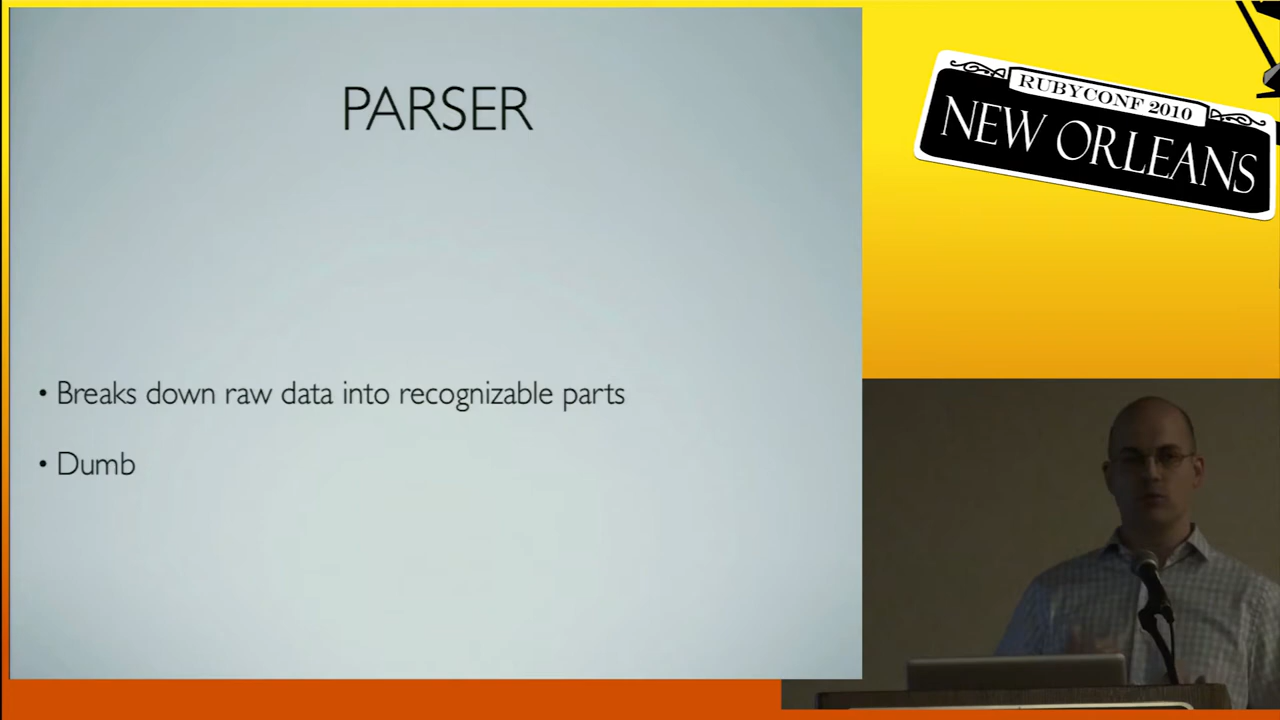 PARSER
• Breaks down raw data into recognizable parts
• Dumb
RUBYCONF 2010
NEW ORLEANS